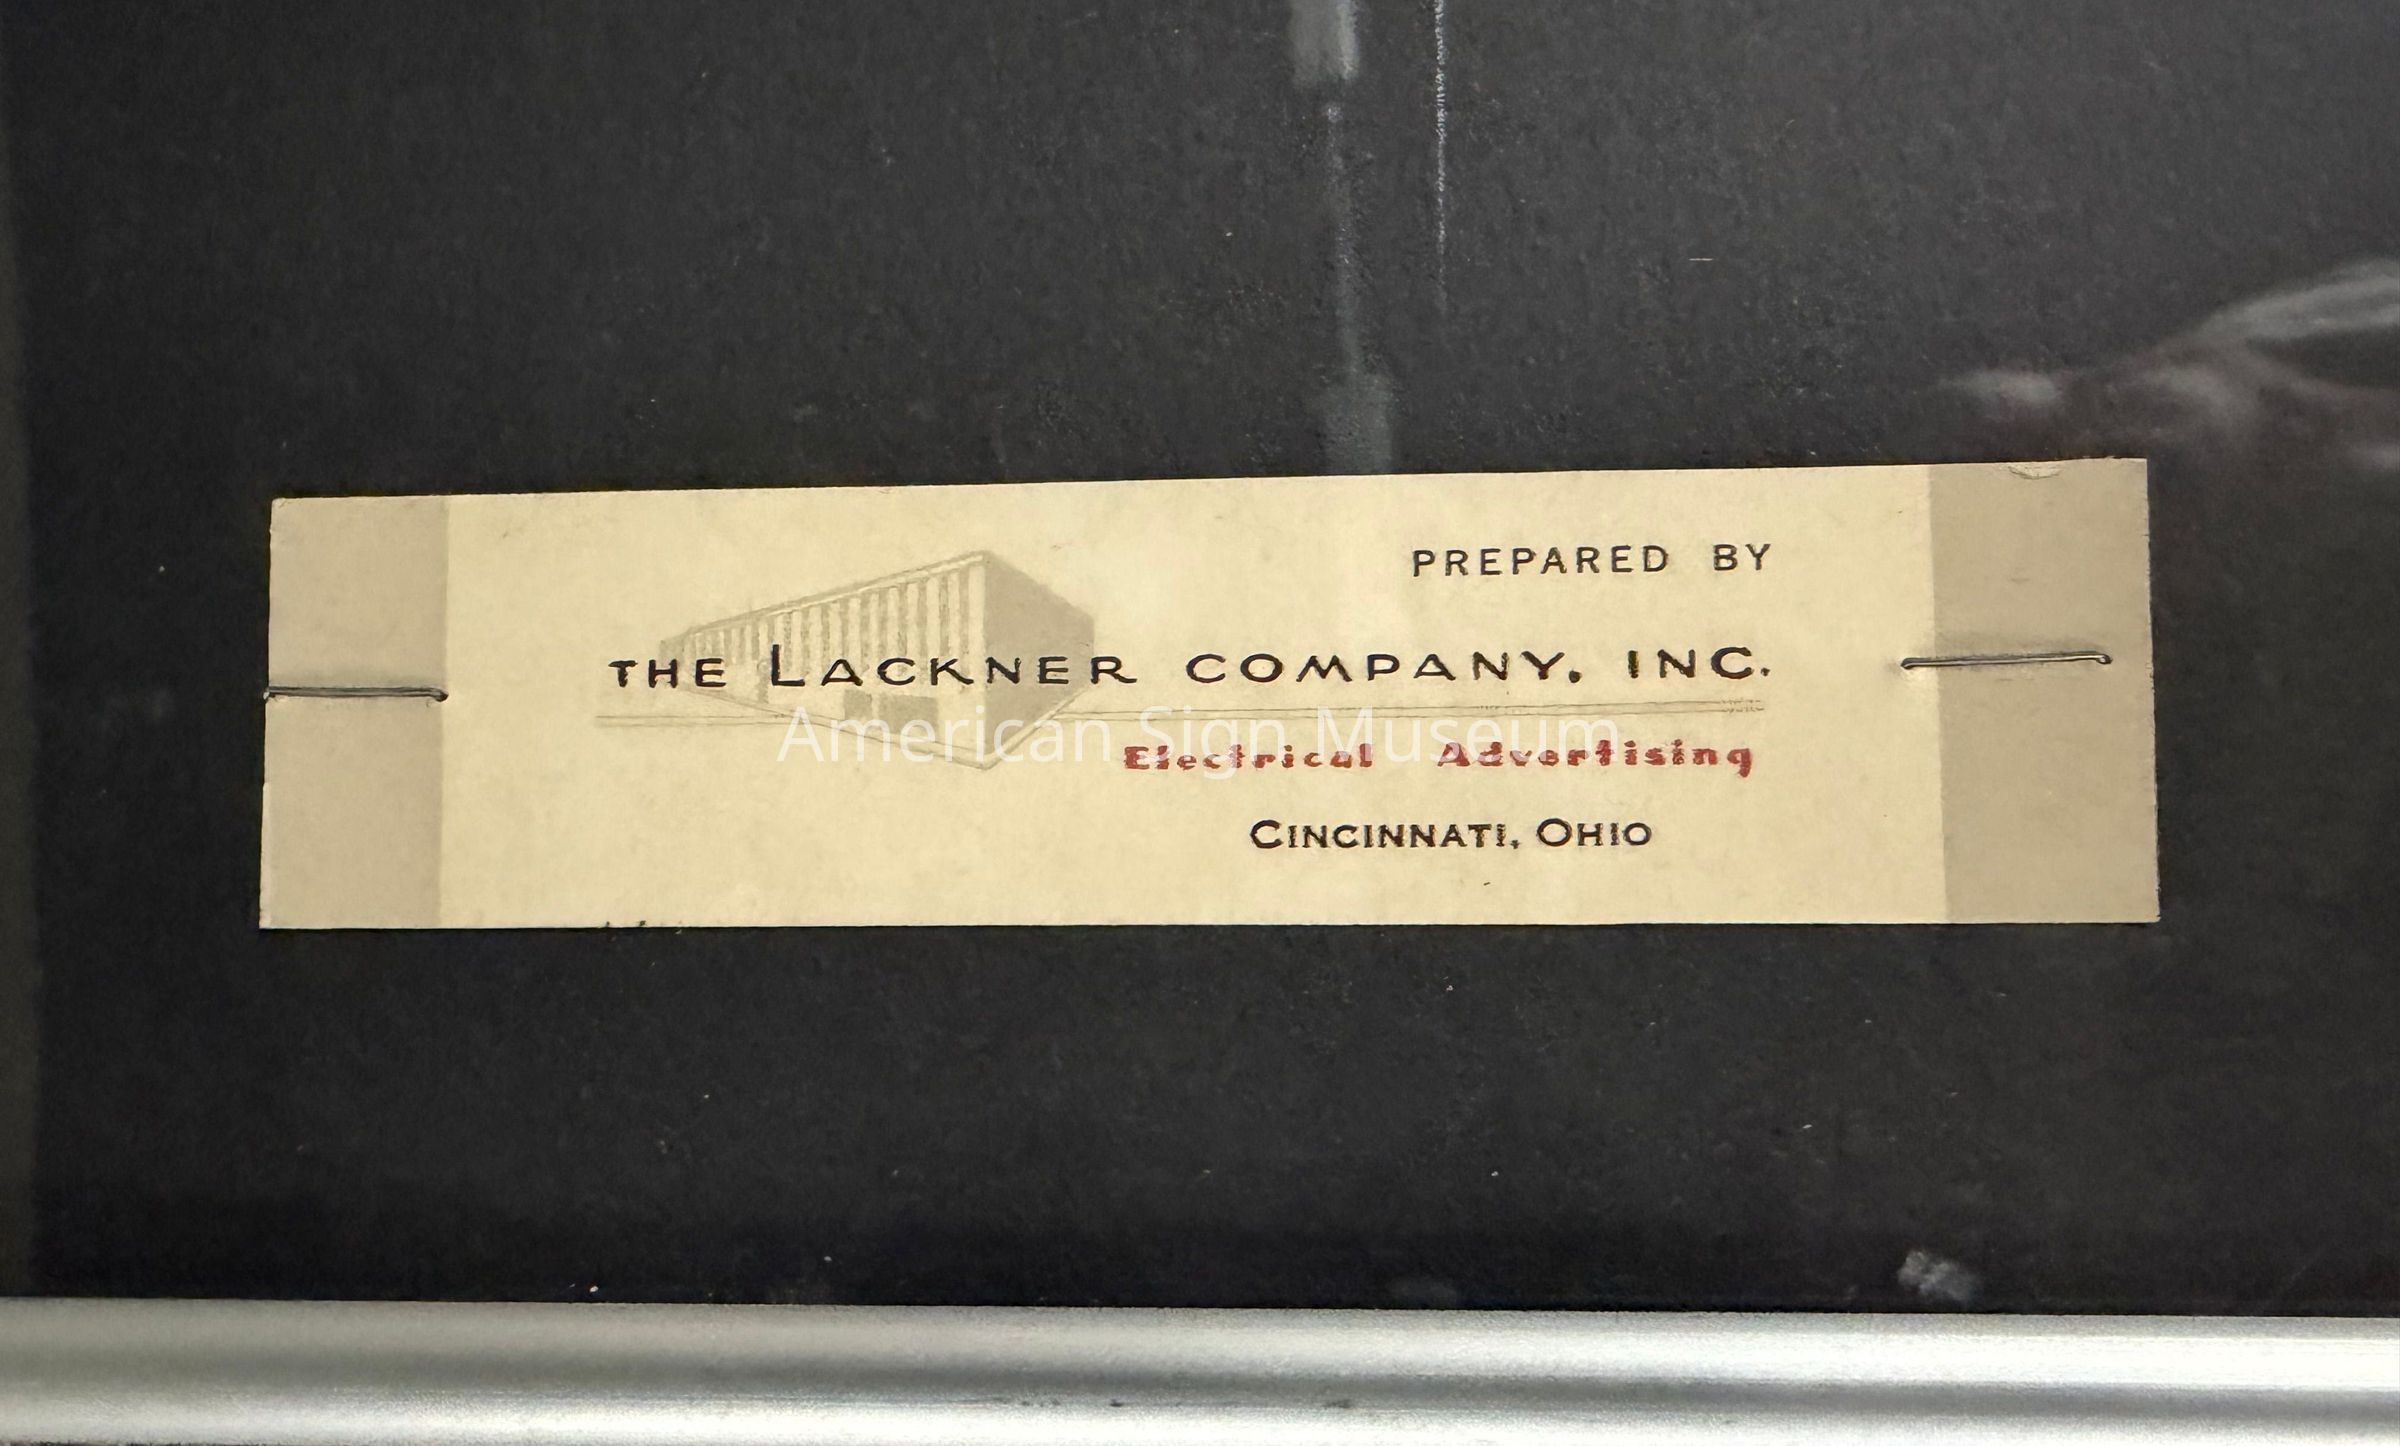 PREPARED BY
THE LACKNER COMPANY, INC.
American Sign Museum
Electrical Advertising
CINCINNATI, OHIO